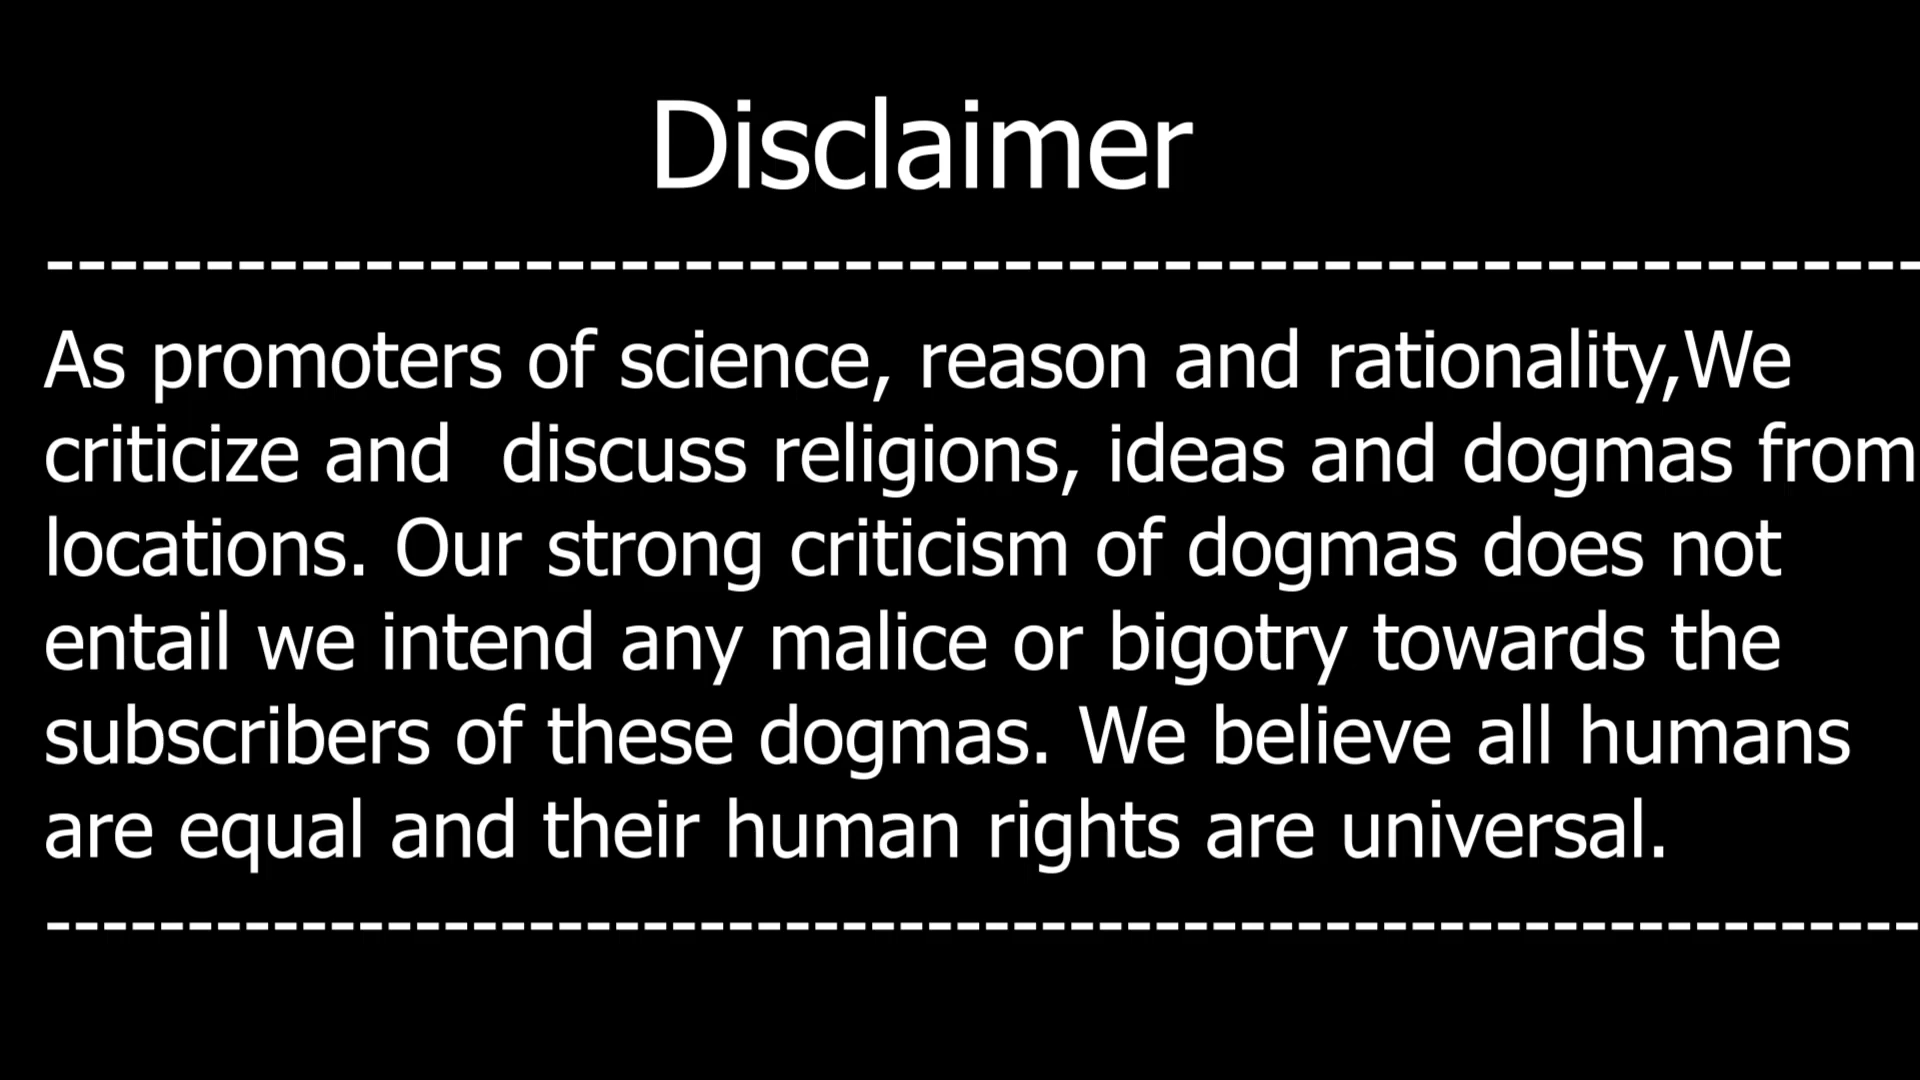 Disclaimer
-----------------------------------------------------------
As promoters of science, reason and rationality,We
criticize and  discuss religions, ideas and dogmas from
locations. Our strong criticism of dogmas does not
entail we intend any malice or bigotry towards the
subscribers of these dogmas. We believe all humans
are equal and their human rights are universal.
------------------------------------------------------------------